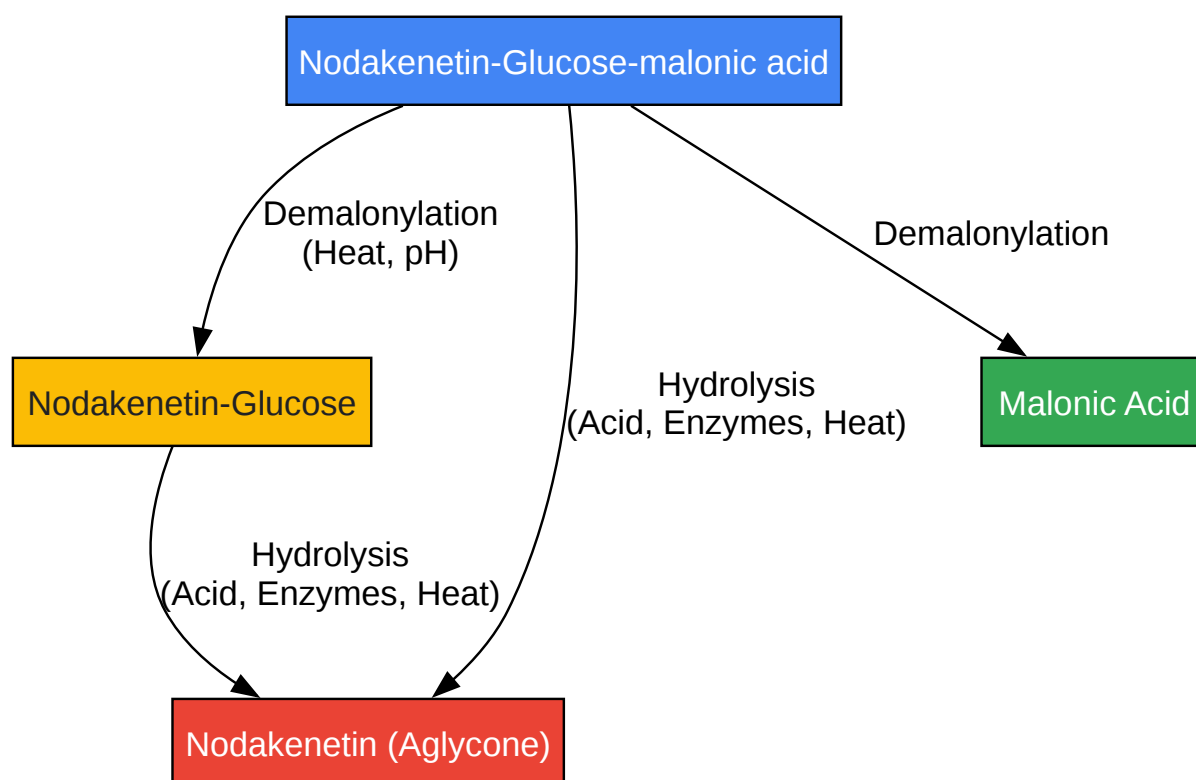 Nodakenetin-Glucose-malonic acid
Demalonylation
(Heat, pH)
Demalonylation
Hydrolysis
(Acid, Enzymes, Heat)
Nodakenetin-Glucose
Malonic Acid
Hydrolysis
(Acid, Enzymes, Heat)
Nodakenetin (Aglycone)